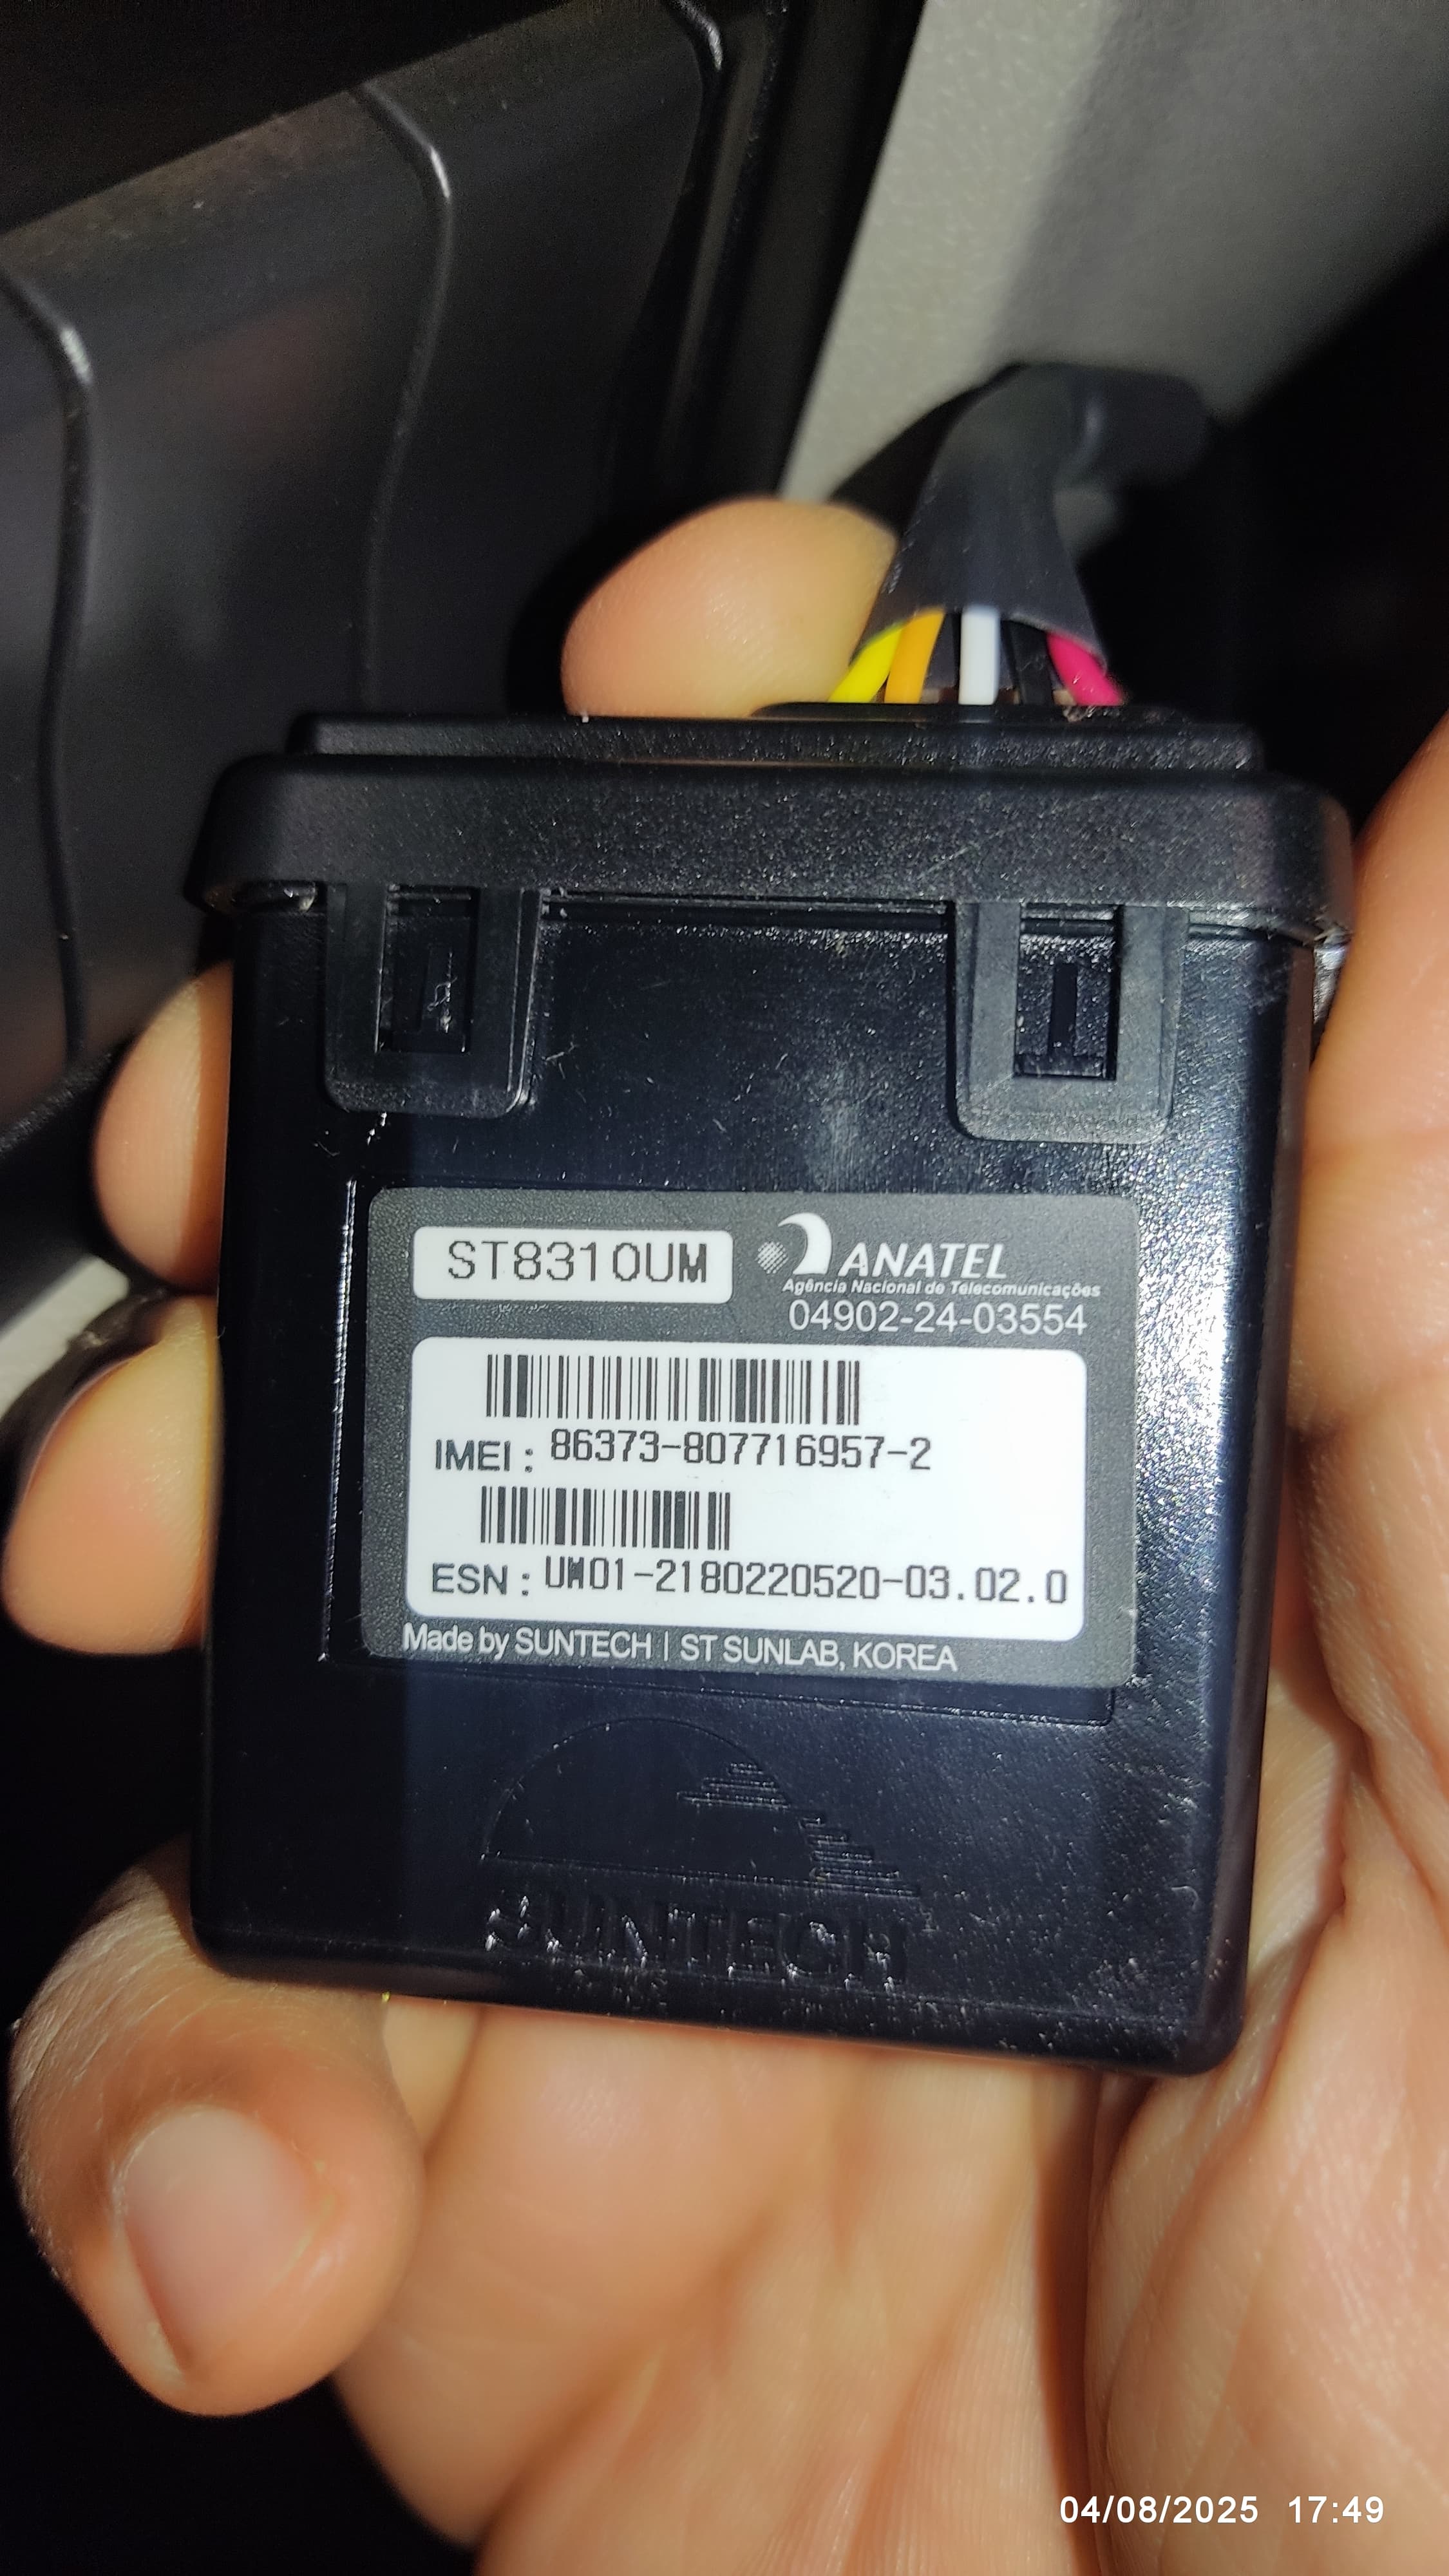 ST8310UM
ANATEL
Agência Nacional de Telecomunicações
04902-24-03554
IMEI : 86373-807716957-2
ESN : UM01-2180220520-03.02.0
Made by SUNTECH | ST SUNLAB, KOREA
SUNTECH
04/08/2025 17:49